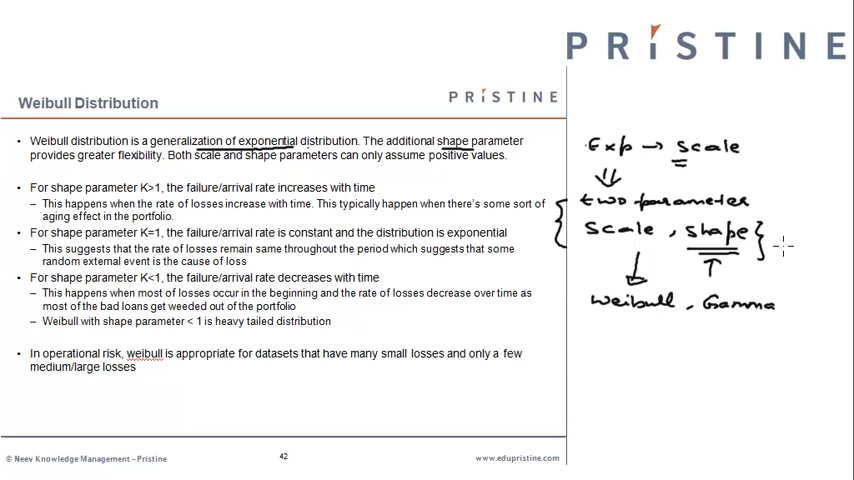 PRISTINE
PRISTINE
Weibull Distribution
• Weibull distribution is a generalization of exponential distribution. The additional shape parameter
provides greater flexibility. Both scale and shape parameters can only assume positive values.
• For shape parameter K>1, the failure/arrival rate increases with time
– This happens when the rate of losses increase with time. This typically happen when there's some sort of
aging effect in the portfolio.
• For shape parameter K=1, the failure/arrival rate is constant and the distribution is exponential
– This suggests that the rate of losses remain same throughout the period which suggests that some
random external event is the cause of loss
• For shape parameter K<1, the failure/arrival rate decreases with time
– This happens when most of losses occur in the beginning and the rate of losses decrease over time as
most of the bad loans get weeded out of the portfolio
– Weibull with shape parameter < 1 is heavy tailed distribution
• In operational risk, weibull is appropriate for datasets that have many small losses and only a few
medium/large losses
© Neev Knowledge Management - Pristine
42
www.edupristine.com
Exp → Scale
two parameter
Scale, shape
Weibull, Gamma